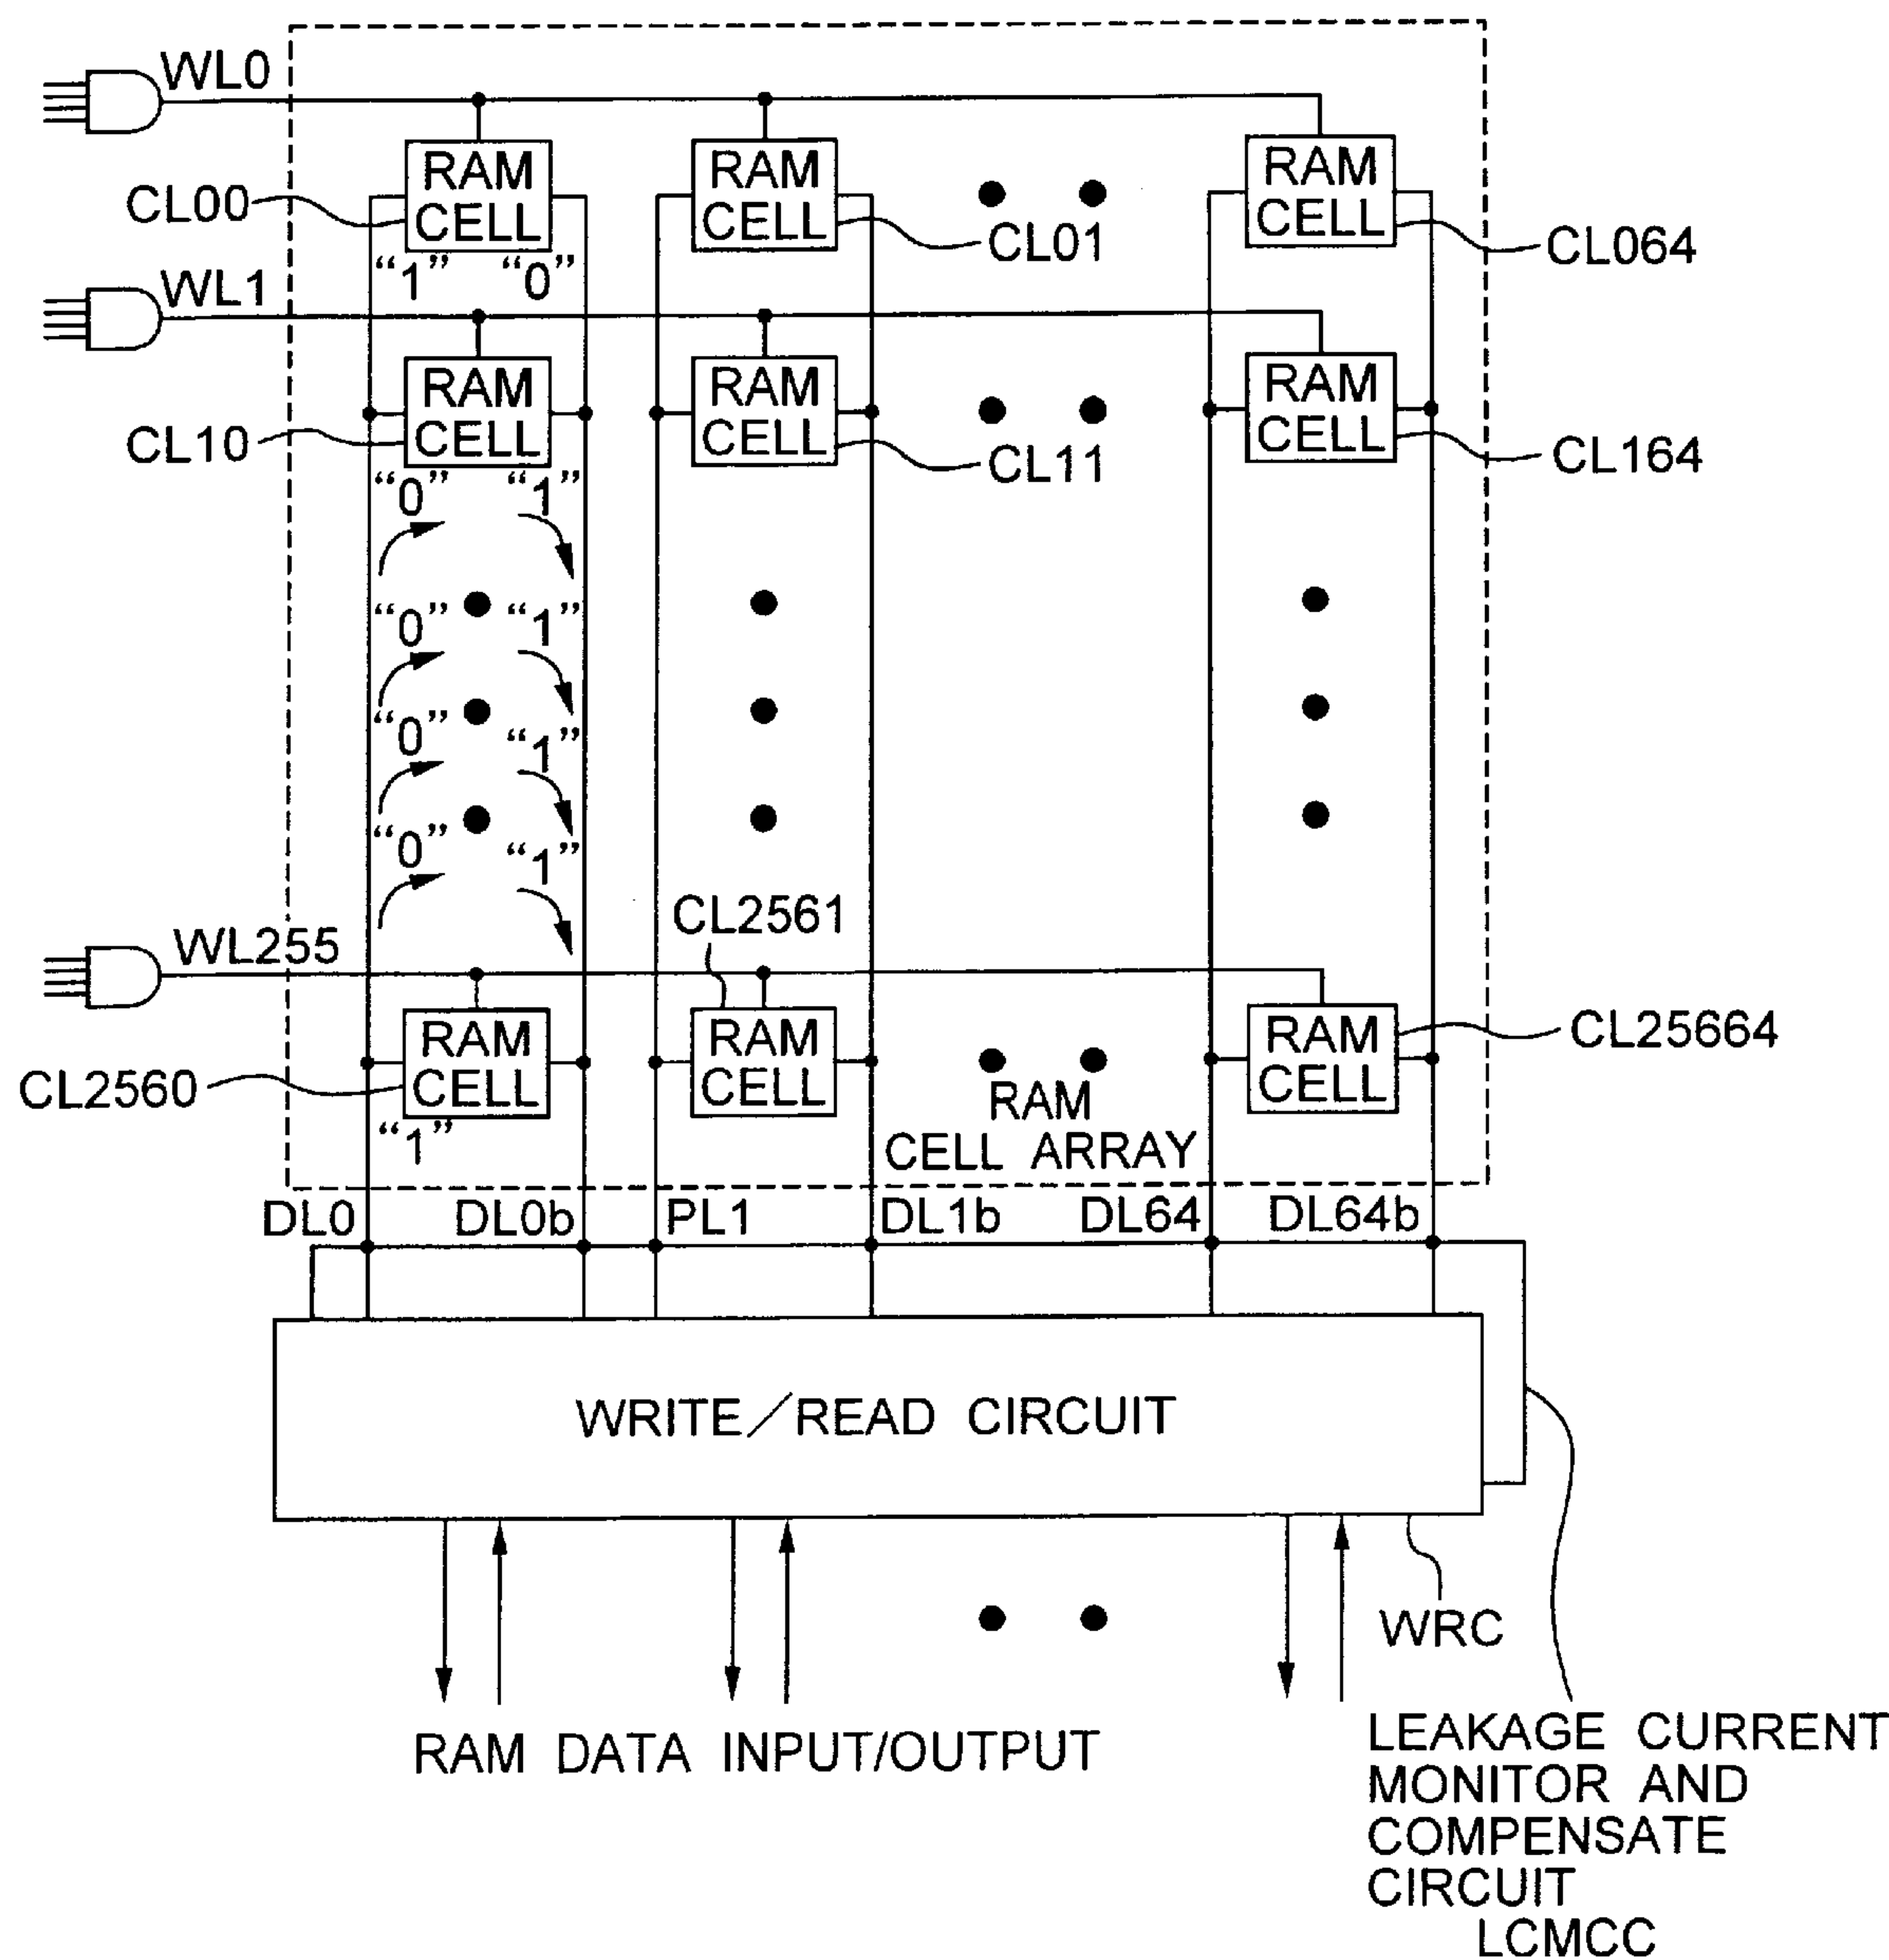 WL0
RAM
CELL
RAM
CELL
RAM
CELL
CL00
CL01
CL064
“1” “0”
WL1
RAM
CELL
RAM
CELL
RAM
CELL
CL10
CL11
CL164
“0” “1”
“0” “1”
“0” “1”
“0” “1”
CL2561
WL255
RAM
CELL
RAM
CELL
RAM
CELL
CL25664
CL2560
“1”
RAM
CELL ARRAY
DL0 DL0b PL1 DL1b DL64 DL64b
WRITE/READ CIRCUIT
WRC
RAM DATA INPUT/OUTPUT
LEAKAGE CURRENT
MONITOR AND
COMPENSATE
CIRCUIT
LCMCC